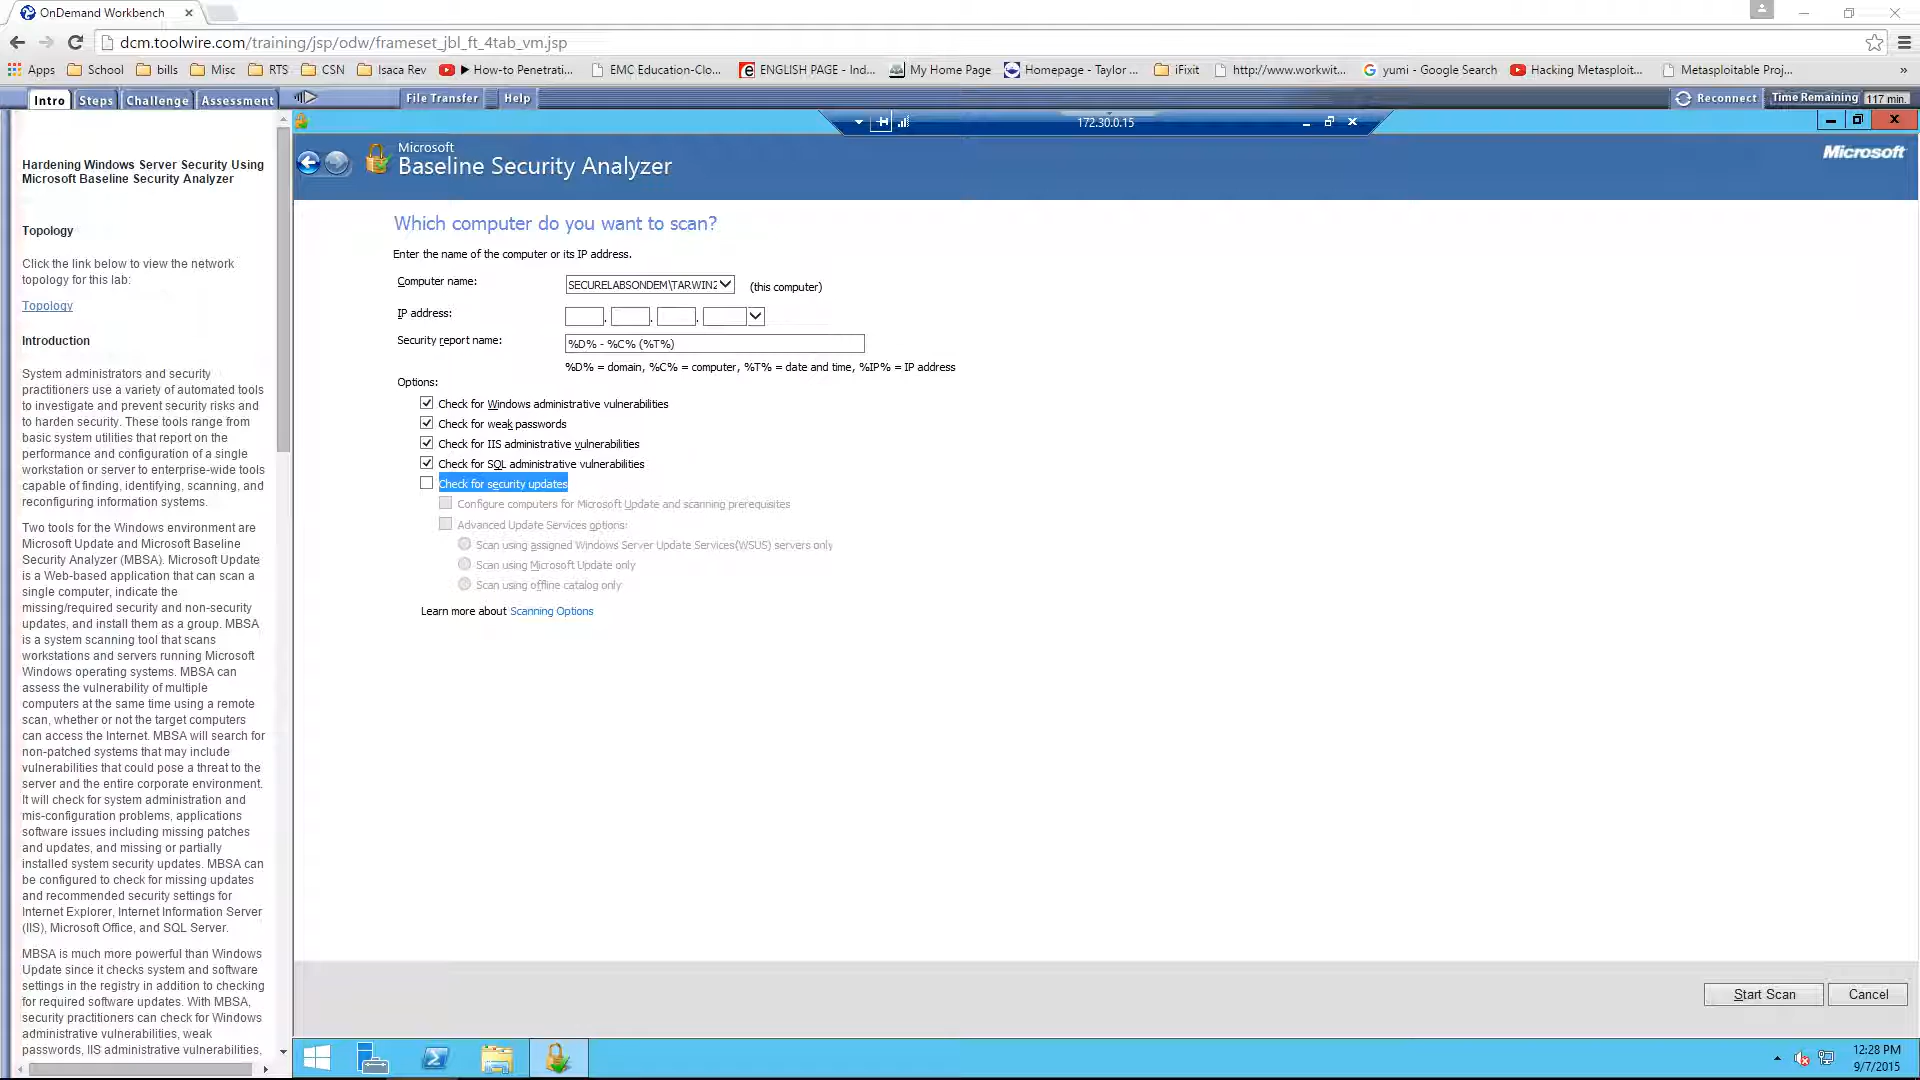 OnDemand Workbench
dcm.toolwire.com/training/jsp/odw/frameset_jbl_ft_4tab_vm.jsp
Apps School bills Misc RTS CSN Isaca Rev ▶ How-to Penetrati... EMC Education-Clo... ENGLISH PAGE - Ind... My Home Page Homepage - Taylor ... iFixit http://www.workwit... yumi - Google Search Hacking Metasploit... Metasploitable Proj... »
Intro Steps Challenge Assessment File Transfer Help Reconnect Time Remaining 117 min.
172.30.0.15
Hardening Windows Server Security Using
Microsoft Baseline Security Analyzer
Topology
Click the link below to view the network
topology for this lab:
Topology
Introduction
System administrators and security
practitioners use a variety of automated tools
to investigate and prevent security risks and
to harden security. These tools range from
basic system utilities that report on the
performance and configuration of a single
workstation or server to enterprise-wide tools
capable of finding, identifying, scanning, and
reconfiguring information systems.
Two tools for the Windows environment are
Microsoft Update and Microsoft Baseline
Security Analyzer (MBSA). Microsoft Update
is a Web-based application that can scan a
single computer, indicate the
missing/required security and non-security
updates, and install them as a group. MBSA
is a system scanning tool that scans
workstations and servers running Microsoft
Windows operating systems. MBSA can
assess the vulnerability of multiple
computers at the same time using a remote
scan, whether or not the target computers
can access the Internet. MBSA will search for
non-patched systems that may include
vulnerabilities that could pose a threat to the
server and the entire corporate environment.
It will check for system administration and
mis-configuration problems, applications
software issues including missing patches
and updates, and missing or partially
installed system security updates. MBSA can
be configured to check for missing updates
and recommended security settings for
Internet Explorer, Internet Information Server
(IIS), Microsoft Office, and SQL Server.
MBSA is much more powerful than Windows
Update since it checks system and software
settings in the registry in addition to checking
for required software updates. With MBSA,
security practitioners can check for Windows
administrative vulnerabilities, weak
passwords, IIS administrative vulnerabilities,
Microsoft
Baseline Security Analyzer
Microsoft
Which computer do you want to scan?
Enter the name of the computer or its IP address.
Computer name: SECURELABSONDEM\TARWIN2 (this computer)
IP address: . . .
Security report name: %D% - %C% (%T%)
%D% = domain, %C% = computer, %T% = date and time, %IP% = IP address
Options:
Check for Windows administrative vulnerabilities
Check for weak passwords
Check for IIS administrative vulnerabilities
Check for SQL administrative vulnerabilities
Check for security updates
Configure computers for Microsoft Update and scanning prerequisites
Advanced Update Services options:
Scan using assigned Windows Server Update Services(WSUS) servers only
Scan using Microsoft Update only
Scan using offline catalog only
Learn more about Scanning Options
Start Scan Cancel
12:28 PM
9/7/2015